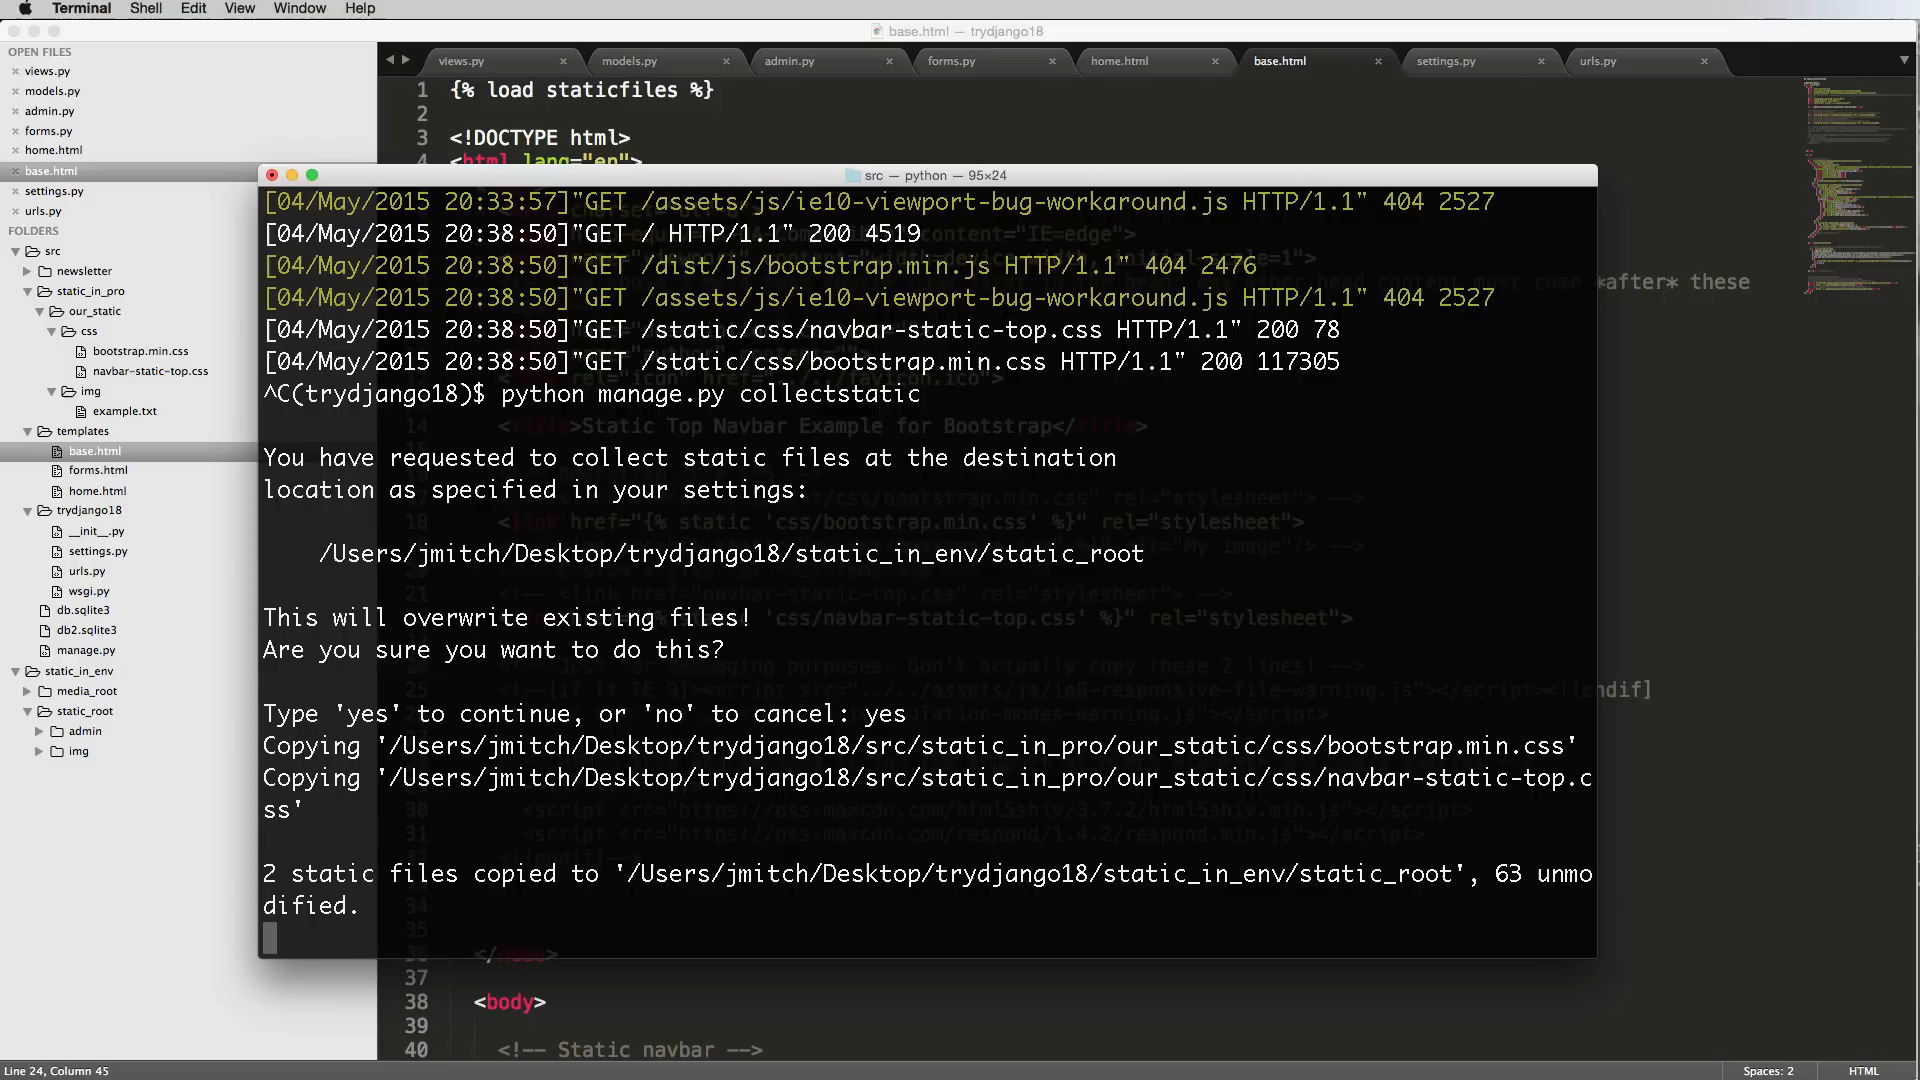 Terminal Shell Edit View Window Help
base.html — trydjango18
OPEN FILES
views.py
models.py
admin.py
forms.py
home.html
base.html
settings.py
urls.py
FOLDERS
src
newsletter
static_in_pro
our_static
css
bootstrap.min.css
navbar-static-top.css
img
example.txt
templates
base.html
forms.html
home.html
trydjango18
__init__.py
settings.py
urls.py
wsgi.py
db.sqlite3
db2.sqlite3
manage.py
static_in_env
media_root
static_root
admin
img
views.py models.py admin.py forms.py home.html base.html settings.py urls.py
1 {% load staticfiles %}
2
3 <!DOCTYPE html>
4 <html lang="en">
src — python — 95×24
[04/May/2015 20:33:57]"GET /assets/js/ie10-viewport-bug-workaround.js HTTP/1.1" 404 2527
[04/May/2015 20:38:50]"GET / HTTP/1.1" 200 4519
[04/May/2015 20:38:50]"GET /dist/js/bootstrap.min.js HTTP/1.1" 404 2476
[04/May/2015 20:38:50]"GET /assets/js/ie10-viewport-bug-workaround.js HTTP/1.1" 404 2527
[04/May/2015 20:38:50]"GET /static/css/navbar-static-top.css HTTP/1.1" 200 78
[04/May/2015 20:38:50]"GET /static/css/bootstrap.min.css HTTP/1.1" 200 117305
^C(trydjango18)$ python manage.py collectstatic
You have requested to collect static files at the destination
location as specified in your settings:
/Users/jmitch/Desktop/trydjango18/static_in_env/static_root
This will overwrite existing files!
Are you sure you want to do this?
Type 'yes' to continue, or 'no' to cancel: yes
Copying '/Users/jmitch/Desktop/trydjango18/src/static_in_pro/our_static/css/bootstrap.min.css'
Copying '/Users/jmitch/Desktop/trydjango18/src/static_in_pro/our_static/css/navbar-static-top.c
ss'
2 static files copied to '/Users/jmitch/Desktop/trydjango18/static_in_env/static_root', 63 unmo
dified.
*after* these
endif]
37
38 <body>
39
40 <!-- Static navbar -->
Line 24, Column 45
Spaces: 2 HTML